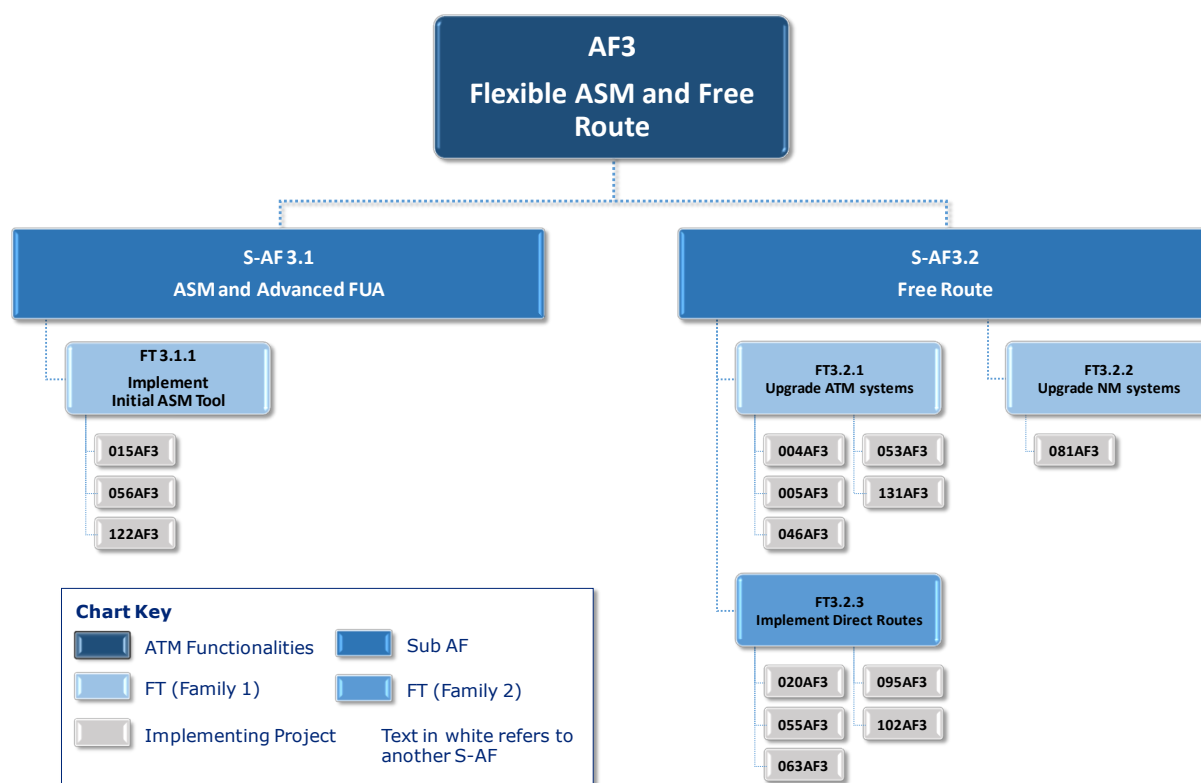 AF3
Flexible ASM and Free
Route
S-AF 3.1
ASM and Advanced FUA
S-AF3.2
Free Route
FT 3.1.1
Implement
Initial ASM Tool
015AF3
056AF3
122AF3
FT3.2.1
Upgrade ATM systems
004AF3
053AF3
005AF3
131AF3
046AF3
FT3.2.2
Upgrade NM systems
081AF3
FT3.2.3
Implement Direct Routes
020AF3
095AF3
055AF3
102AF3
063AF3
Chart Key
ATM Functionalities
Sub AF
FT (Family 1)
FT (Family 2)
Implementing Project
Text in white refers to
another S-AF